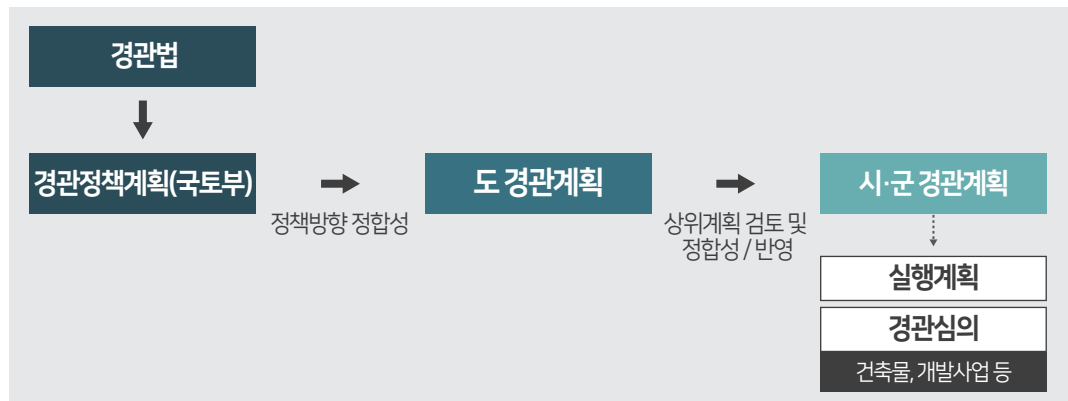 경관법
경관정책계획(국토부)
정책방향 정합성
도 경관계획
상위계획 검토 및
정합성 / 반영
시·군 경관계획
실행계획
경관심의
건축물, 개발사업 등